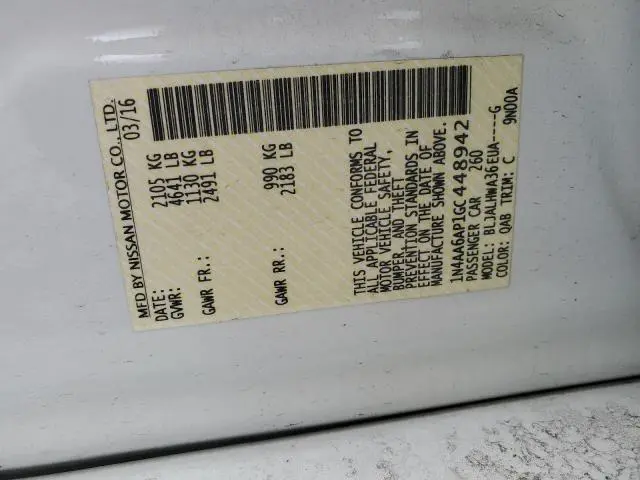 MFD BY NISSAN MOTOR CO., LTD.
DATE: 03/16
GVWR: 2105 KG
4641 LB
GAWR FR.: 1130 KG
2491 LB
GAWR RR.: 990 KG
2183 LB
THIS VEHICLE CONFORMS TO
ALL APPLICABLE FEDERAL
MOTOR VEHICLE SAFETY,
BUMPER, AND THEFT
PREVENTION STANDARDS IN
EFFECT ON THE DATE OF
MANUFACTURE SHOWN ABOVE.
1N4AA6AP1GC448942
PASSENGER CAR 260
MODEL: BLJALHWA36EUA----G
COLOR: QAB TRIM: C 9N00A